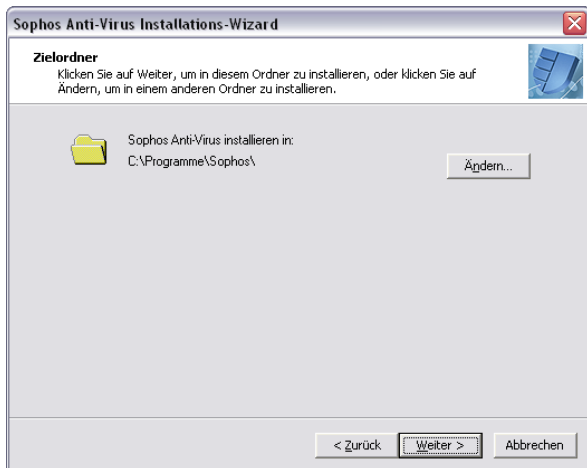 Sophos Anti-Virus Installations-Wizard
Zielordner
Klicken Sie auf Weiter, um in diesem Ordner zu installieren, oder klicken Sie auf
Ändern, um in einem anderen Ordner zu installieren.
Sophos Anti-Virus installieren in:
C:\Programme\Sophos\
Ändern...
< Zurück
Weiter >
Abbrechen